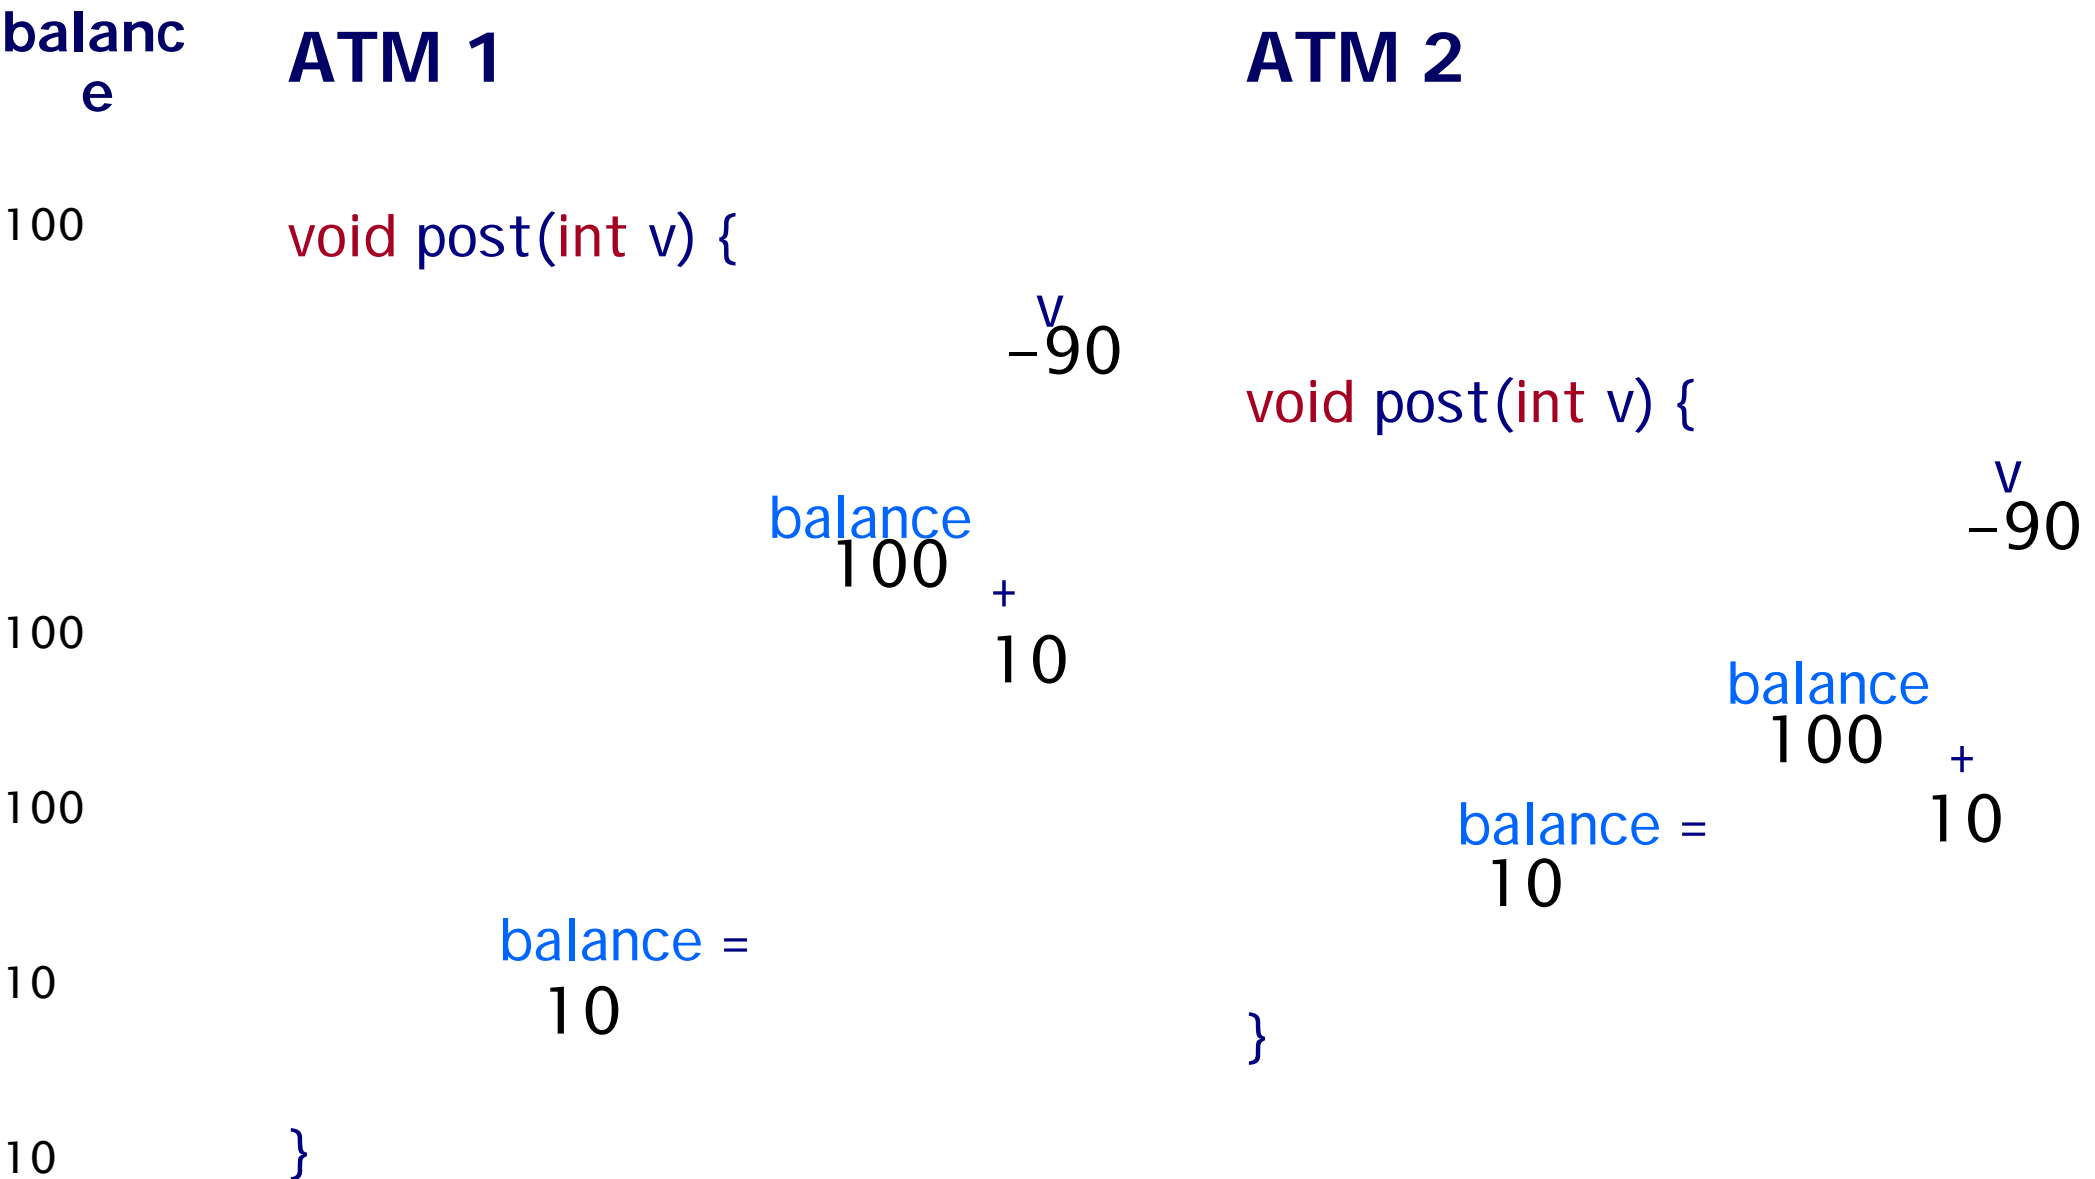 balanc
e
ATM 1
ATM 2
100
void post(int v) {
v
-90
void post(int v) {
v
-90
balance
100
+
100
10
balance
100
+
100
10
balance =
10
balance =
10
10
}
10
}